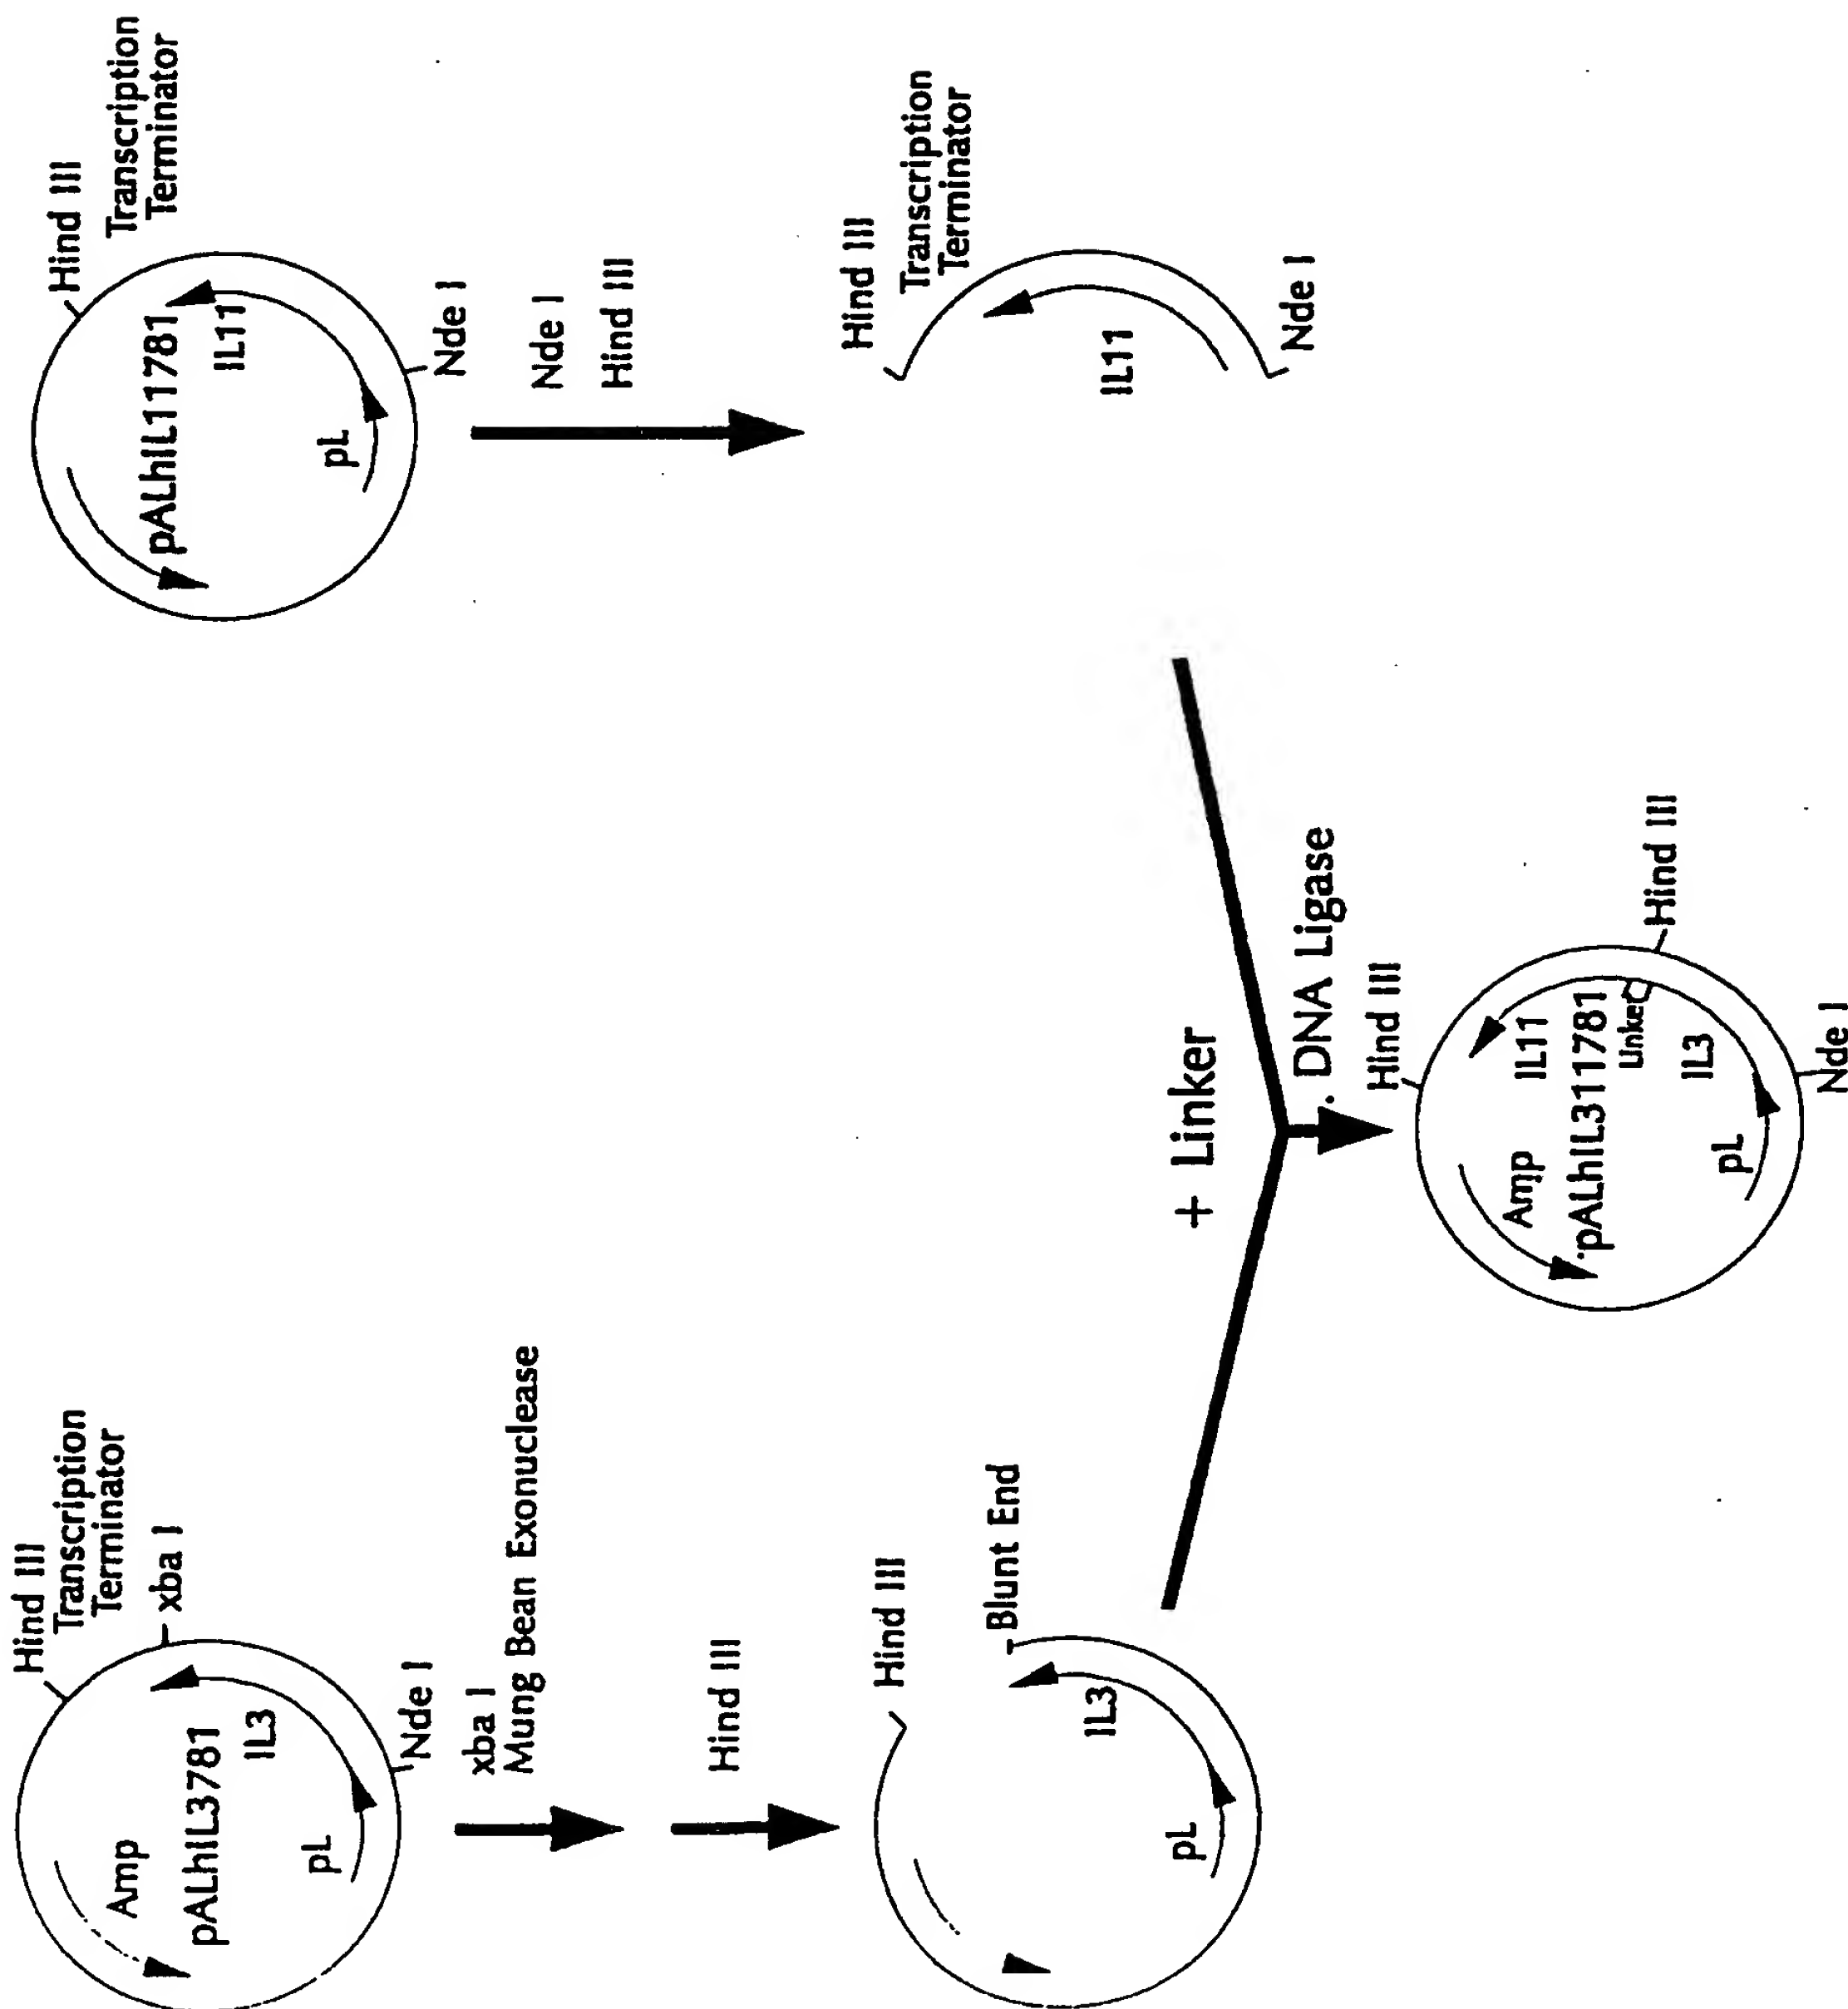 Hind III
Transcription
Terminator
xba I
Amp
pALhIL3781
IL3
pL
Nde I
xba I
Mung Bean Exonuclease
Hind III
Hind III
Blunt End
IL3
pL
Hind III
Transcription
Terminator
pALhIL11781
IL11
pL
Nde I
Nde I
Hind III
Hind III
Transcription
Terminator
IL11
Nde I
+ Linker
DNA Ligase
Hind III
Hind III
Amp
IL11
pALhIL311781
Linker
IL3
pL
Nde I